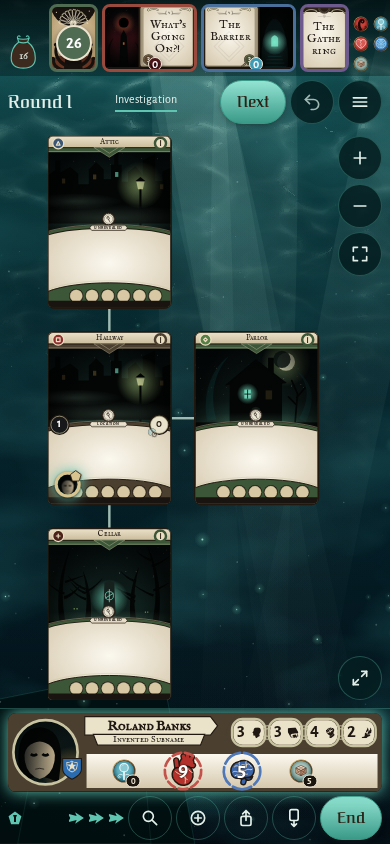 16
26
What's
Going
On?!
0
The
Barrier
0
The
Gathe
ring
Round 1
Investigation
Next
Attic
Unrevealed
Hallway
Parlor
1
Location
0
Unrevealed
Cellar
Unrevealed
Roland Banks
Invented Subname
3
3
4
2
0
9
5
5
End